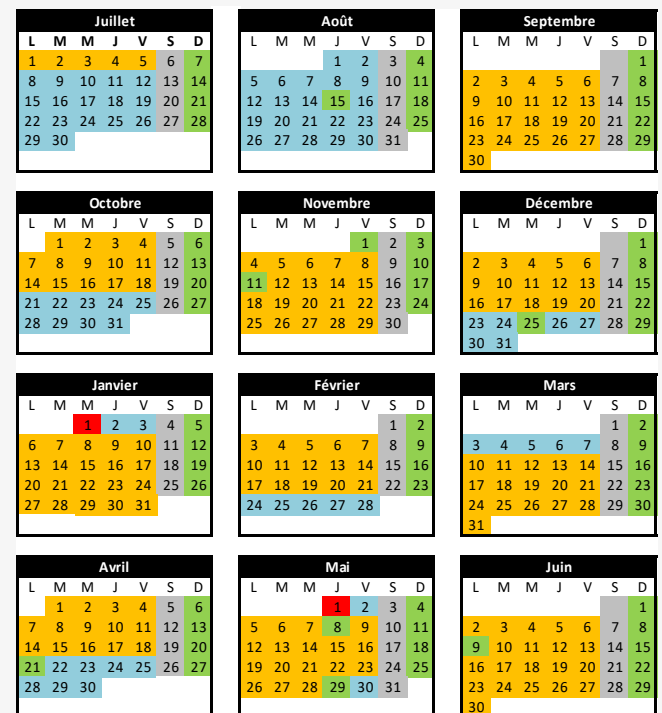 Juillet
L M M J V S D
1 2 3 4 5 6 7
8 9 10 11 12 13 14
15 16 17 18 19 20 21
22 23 24 25 26 27 28
29 30
Août
L M M J V S D
1 2 3 4
5 6 7 8 9 10 11
12 13 14 15 16 17 18
19 20 21 22 23 24 25
26 27 28 29 30 31
Septembre
L M M J V S D
1
2 3 4 5 6 7 8
9 10 11 12 13 14 15
16 17 18 19 20 21 22
23 24 25 26 27 28 29
30
Octobre
L M M J V S D
1 2 3 4 5 6
7 8 9 10 11 12 13
14 15 16 17 18 19 20
21 22 23 24 25 26 27
28 29 30 31
Novembre
L M M J V S D
1 2 3
4 5 6 7 8 9 10
11 12 13 14 15 16 17
18 19 20 21 22 23 24
25 26 27 28 29 30
Décembre
L M M J V S D
1
2 3 4 5 6 7 8
9 10 11 12 13 14 15
16 17 18 19 20 21 22
23 24 25 26 27 28 29
30 31
Janvier
L M M J V S D
1 2 3 4 5
6 7 8 9 10 11 12
13 14 15 16 17 18 19
20 21 22 23 24 25 26
27 28 29 30 31
Février
L M M J V S D
1 2
3 4 5 6 7 8 9
10 11 12 13 14 15 16
17 18 19 20 21 22 23
24 25 26 27 28
Mars
L M M J V S D
1 2
3 4 5 6 7 8 9
10 11 12 13 14 15 16
17 18 19 20 21 22 23
24 25 26 27 28 29 30
31
Avril
L M M J V S D
1 2 3 4 5 6
7 8 9 10 11 12 13
14 15 16 17 18 19 20
21 22 23 24 25 26 27
28 29 30
Mai
L M M J V S D
1 2 3 4
5 6 7 8 9 10 11
12 13 14 15 16 17 18
19 20 21 22 23 24 25
26 27 28 29 30 31
Juin
L M M J V S D
1
2 3 4 5 6 7 8
9 10 11 12 13 14 15
16 17 18 19 20 21 22
23 24 25 26 27 28 29
30